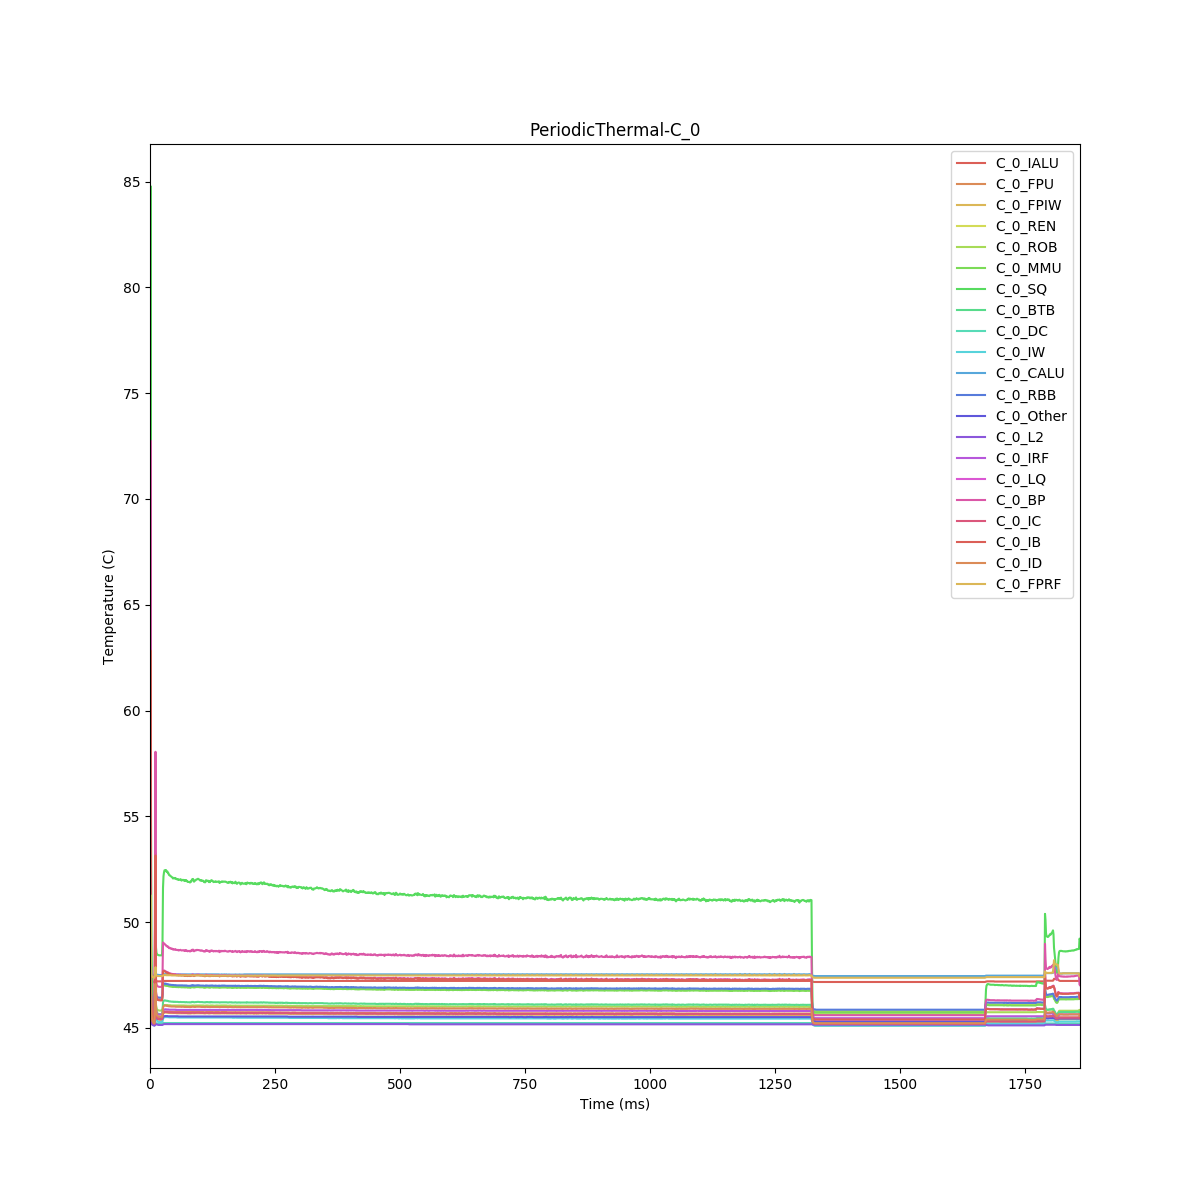 PeriodicThermal-C_0
85
80
75
70
65
60
55
50
45
Temperature (C)
0
250
500
750
1000
1250
1500
1750
Time (ms)
C_0_IALU
C_0_FPU
C_0_FPIW
C_0_REN
C_0_ROB
C_0_MMU
C_0_SQ
C_0_BTB
C_0_DC
C_0_IW
C_0_CALU
C_0_RBB
C_0_Other
C_0_L2
C_0_IRF
C_0_LQ
C_0_BP
C_0_IC
C_0_IB
C_0_ID
C_0_FPRF